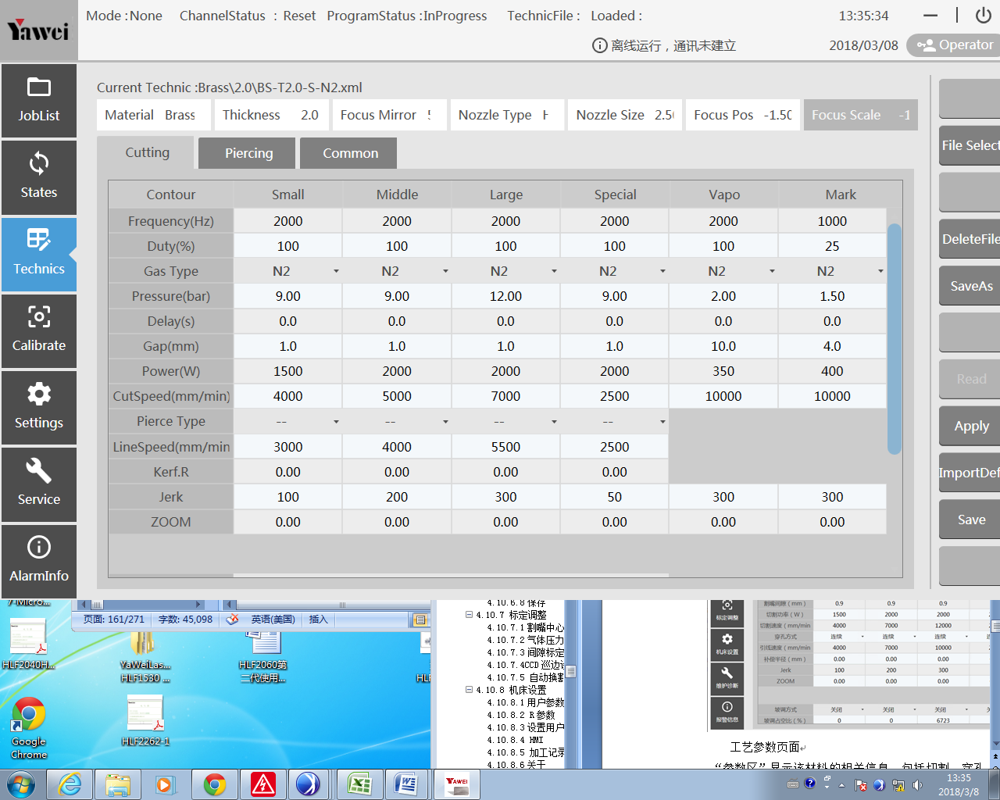 Yawei
Mode :None ChannelStatus : Reset ProgramStatus :InProgress TechnicFile : Loaded : 13:35:34
离线运行，通讯未建立 2018/03/08 Operator
JobList
States
Technics
Calibrate
Settings
Service
AlarmInfo
Current Technic :Brass\2.0\BS-T2.0-S-N2.xml
Material Brass Thickness 2.0 Focus Mirror Nozzle Type Nozzle Size 2.50 Focus Pos -1.50 Focus Scale -1
Cutting Piercing Common
Contour Small Middle Large Special Vapo Mark
Frequency(Hz) 2000 2000 2000 2000 2000 1000
Duty(%) 100 100 100 100 100 25
Gas Type N2 N2 N2 N2 N2 N2
Pressure(bar) 9.00 9.00 12.00 9.00 2.00 1.50
Delay(s) 0.0 0.0 0.0 0.0 0.0 0.0
Gap(mm) 1.0 1.0 1.0 1.0 10.0 4.0
Power(W) 1500 2000 2000 2000 350 400
CutSpeed(mm/min) 4000 5000 7000 2500 10000 10000
Pierce Type -- -- -- --
LineSpeed(mm/min 3000 4000 5500 2500
Kerf.R 0.00 0.00 0.00 0.00
Jerk 100 200 300 50 300 300
ZOOM 0.00 0.00 0.00 0.00 0.00 0.00
File Select
DeleteFile
SaveAs
Read
Apply
ImportDef
Save
7-Micro...
HLF2040H...
YaWeiLas...
HLF1530 ...
HLF2060第
二代使用...
HLF2262-1
Google
Chrome
页面: 161/271 字数: 45,098 英语(美国) 插入
4.10.6.8 保存
4.10.7 标定调整
4.10.7.1 割嘴中心
4.10.7.2 气体压力
4.10.7.3 间隙标定
4.10.7.4CCD 巡边
4.10.7.5 自动换割
4.10.8 机床设置
4.10.8.1 用户参数
4.10.8.2 R 参数
4.10.8.3 设置用户
4.10.8.4 HMI
4.10.8.5 加工记录
4.10.8.6 关于
标定调整
机床设置
维护诊断
报警信息
割嘴间隙（mm） 0.9 0.9 0.9
切割功率（W） 1500 2000 2000
切割速度（mm/min 4000 7000 12000
穿孔方式 连续 连续 连续 连
引线速度（mm/min 4000 7000 10000
补偿半径（mm） 0.00 0.00 0.00
Jerk 100 200 300
ZOOM 0.00 0.00 0.00
坡调方式 关闭 关闭 关闭
坡调占空比（%） 0 0 6723
工艺参数页面
“参数区”显示该材料的相关信息，包括切割、穿孔
YAWEI
13:35
2018/3/8